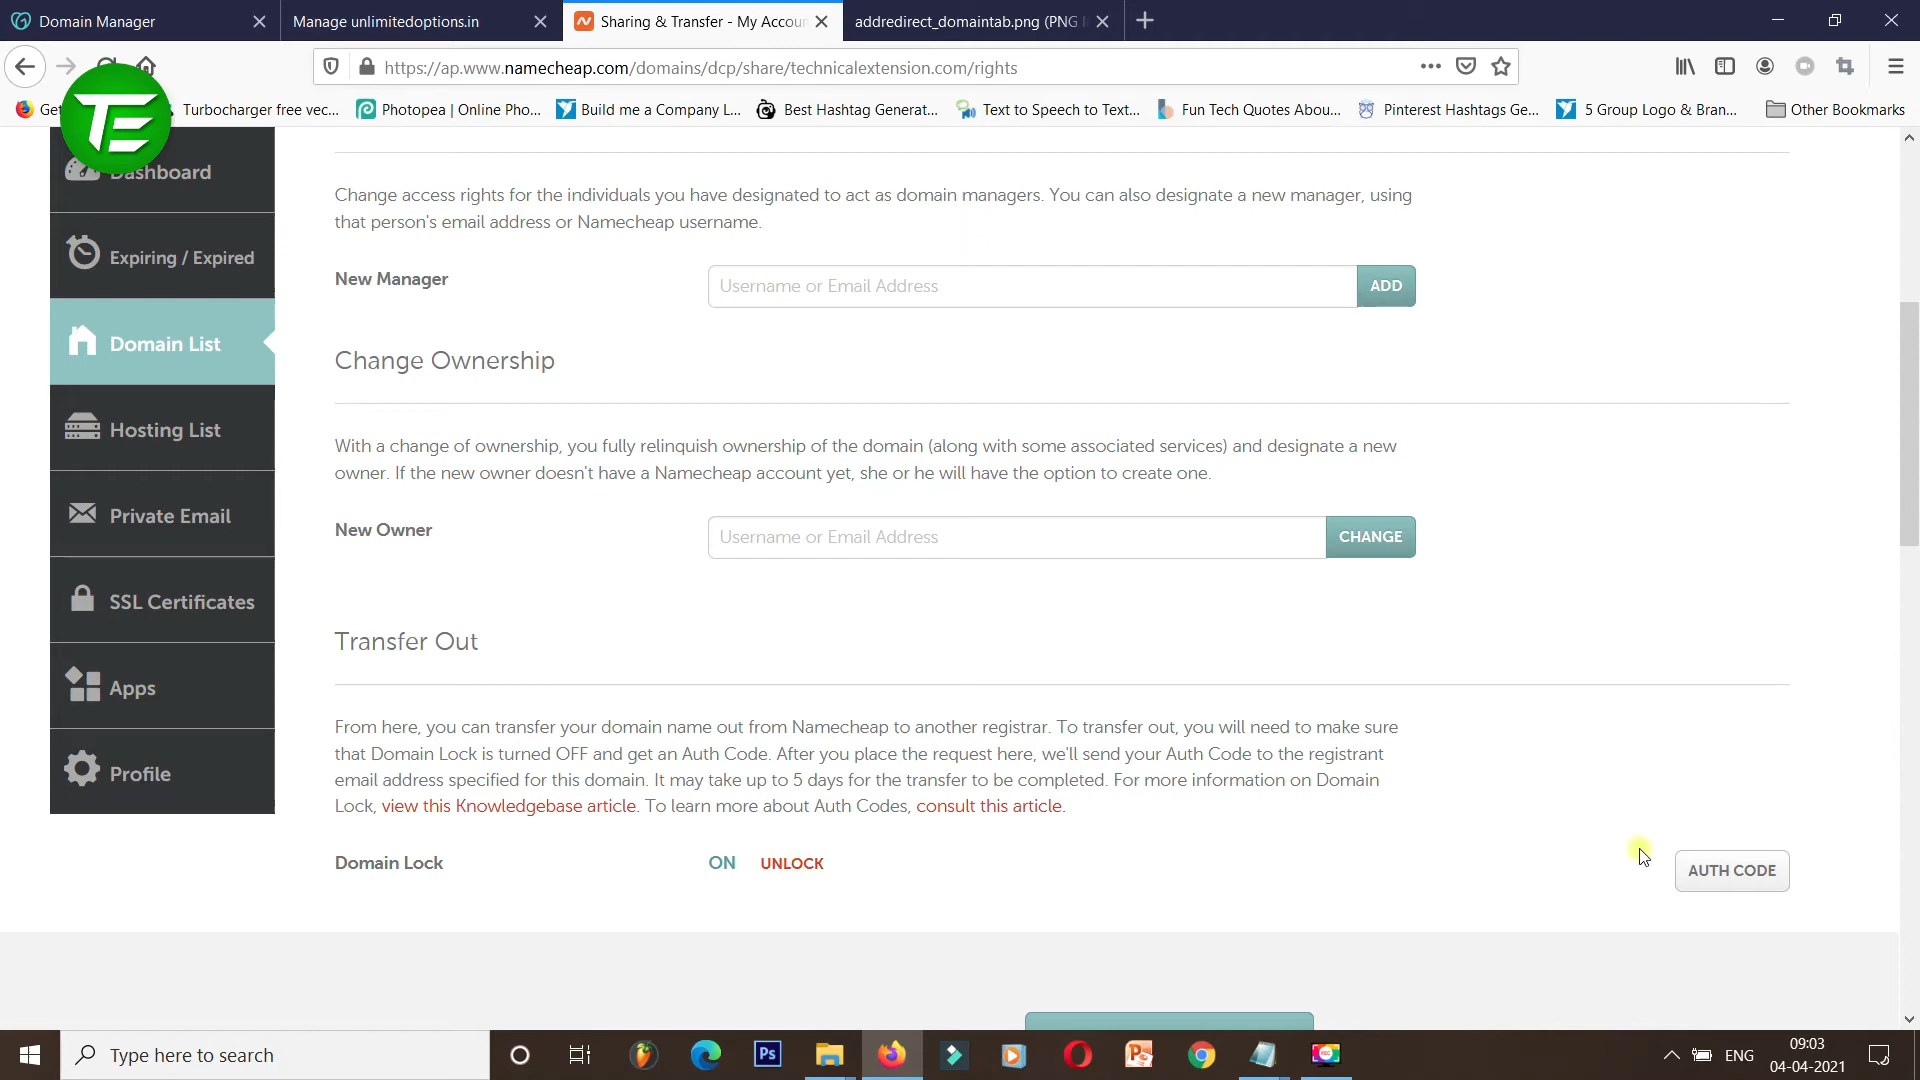 Domain Manager
Manage unlimitedoptions.in
Sharing & Transfer - My Accoun
addredirect_domaintab.png (PNG I
https://ap.www.namecheap.com/domains/dcp/share/technicalextension.com/rights
TE
Turbocharger free vec...
Photopea | Online Pho...
Build me a Company L...
Best Hashtag Generat...
Text to Speech to Text...
Fun Tech Quotes Abou...
Pinterest Hashtags Ge...
5 Group Logo & Bran...
Other Bookmarks
Dashboard
Expiring / Expired
Domain List
Hosting List
Private Email
SSL Certificates
Apps
Profile
Change access rights for the individuals you have designated to act as domain managers. You can also designate a new manager, using
that person's email address or Namecheap username.
New Manager
Username or Email Address
ADD
Change Ownership
With a change of ownership, you fully relinquish ownership of the domain (along with some associated services) and designate a new
owner. If the new owner doesn't have a Namecheap account yet, she or he will have the option to create one.
New Owner
Username or Email Address
CHANGE
Transfer Out
From here, you can transfer your domain name out from Namecheap to another registrar. To transfer out, you will need to make sure
that Domain Lock is turned OFF and get an Auth Code. After you place the request here, we'll send your Auth Code to the registrant
email address specified for this domain. It may take up to 5 days for the transfer to be completed. For more information on Domain
Lock, view this Knowledgebase article. To learn more about Auth Codes, consult this article.
Domain Lock
ON
UNLOCK
AUTH CODE
Type here to search
Ps
REC
ENG
09:03
04-04-2021